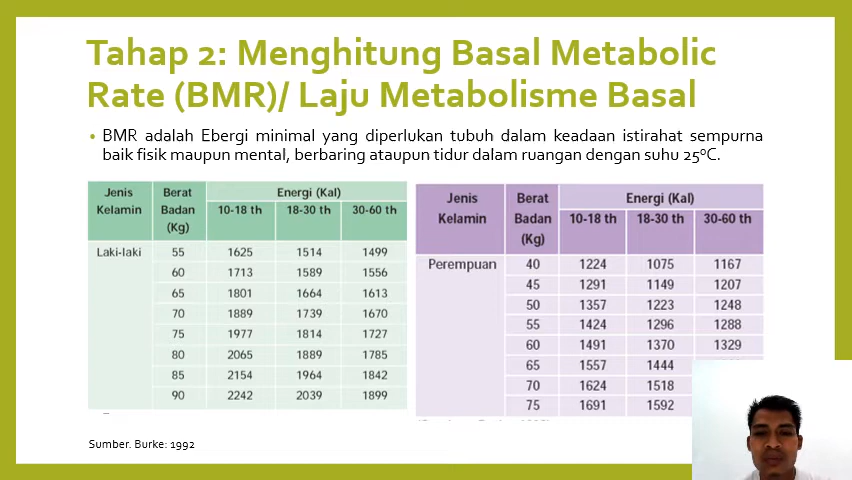 Tahap 2: Menghitung Basal Metabolic
Rate (BMR)/ Laju Metabolisme Basal
• BMR adalah Ebergi minimal yang diperlukan tubuh dalam keadaan istirahat sempurna
baik fisik maupun mental, berbaring ataupun tidur dalam ruangan dengan suhu 25⁰C.
Jenis Kelamin Berat Badan (Kg) Energi (Kal)
10-18 th 18-30 th 30-60 th
Laki-laki 55 1625 1514 1499
60 1713 1589 1556
65 1801 1664 1613
70 1889 1739 1670
75 1977 1814 1727
80 2065 1889 1785
85 2154 1964 1842
90 2242 2039 1899
Jenis Kelamin Berat Badan (Kg) Energi (Kal)
10-18 th 18-30 th 30-60 th
Perempuan 40 1224 1075 1167
45 1291 1149 1207
50 1357 1223 1248
55 1424 1296 1288
60 1491 1370 1329
65 1557 1444
70 1624 1518
75 1691 1592
Sumber. Burke: 1992